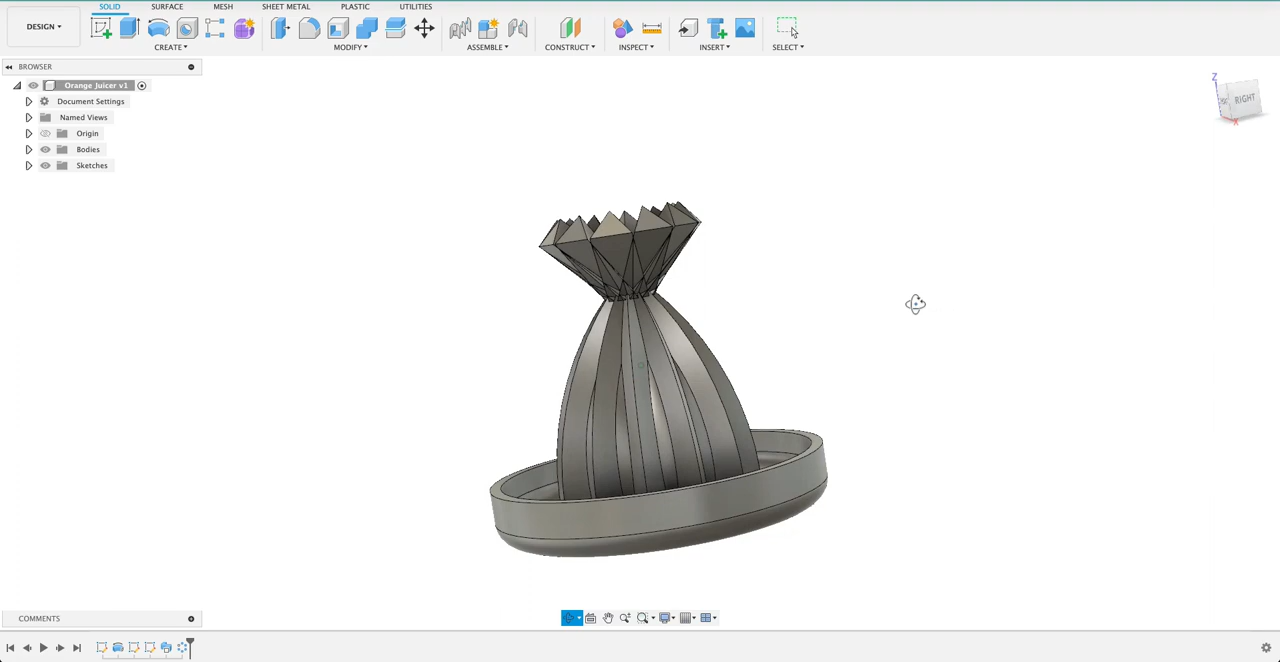 SOLID SURFACE MESH SHEET METAL PLASTIC UTILITIES
DESIGN
CREATE MODIFY ASSEMBLE CONSTRUCT INSPECT INSERT SELECT
BROWSER
Orange Juicer v1
Document Settings
Named Views
Origin
Bodies
Sketches
Z
RIGHT
X
COMMENTS